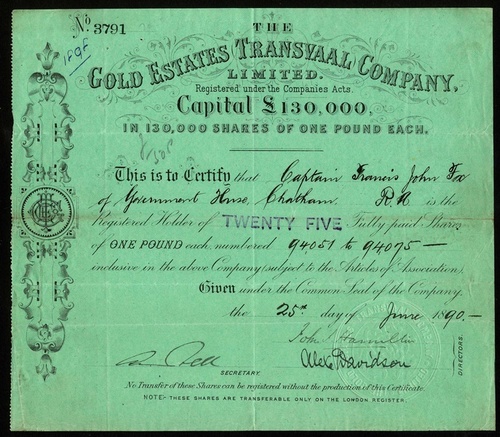 No 3791
THE
GOLD ESTATES TRANSVAAL COMPANY,
LIMITED.
Registered under the Companies Acts.
Capital £130,000,
IN 130,000 SHARES OF ONE POUND EACH.
This is to Certify that Captain Francis John Fox
of Government House, Chatham. R.N is the
Registered Holder of TWENTY FIVE Fully paid Shares
of ONE POUND each, numbered 94051 to 94075 —
inclusive in the above Company (subject to the Articles of Association).
Given under the Common Seal of the Company,
the 25th day of June 1890 —
John Hamilton
Alex Davidson
DIRECTORS.
SECRETARY.
No Transfer of these Shares can be registered without the production of this Certificate.
NOTE:- THESE SHARES ARE TRANSFERABLE ONLY ON THE LONDON REGISTER.